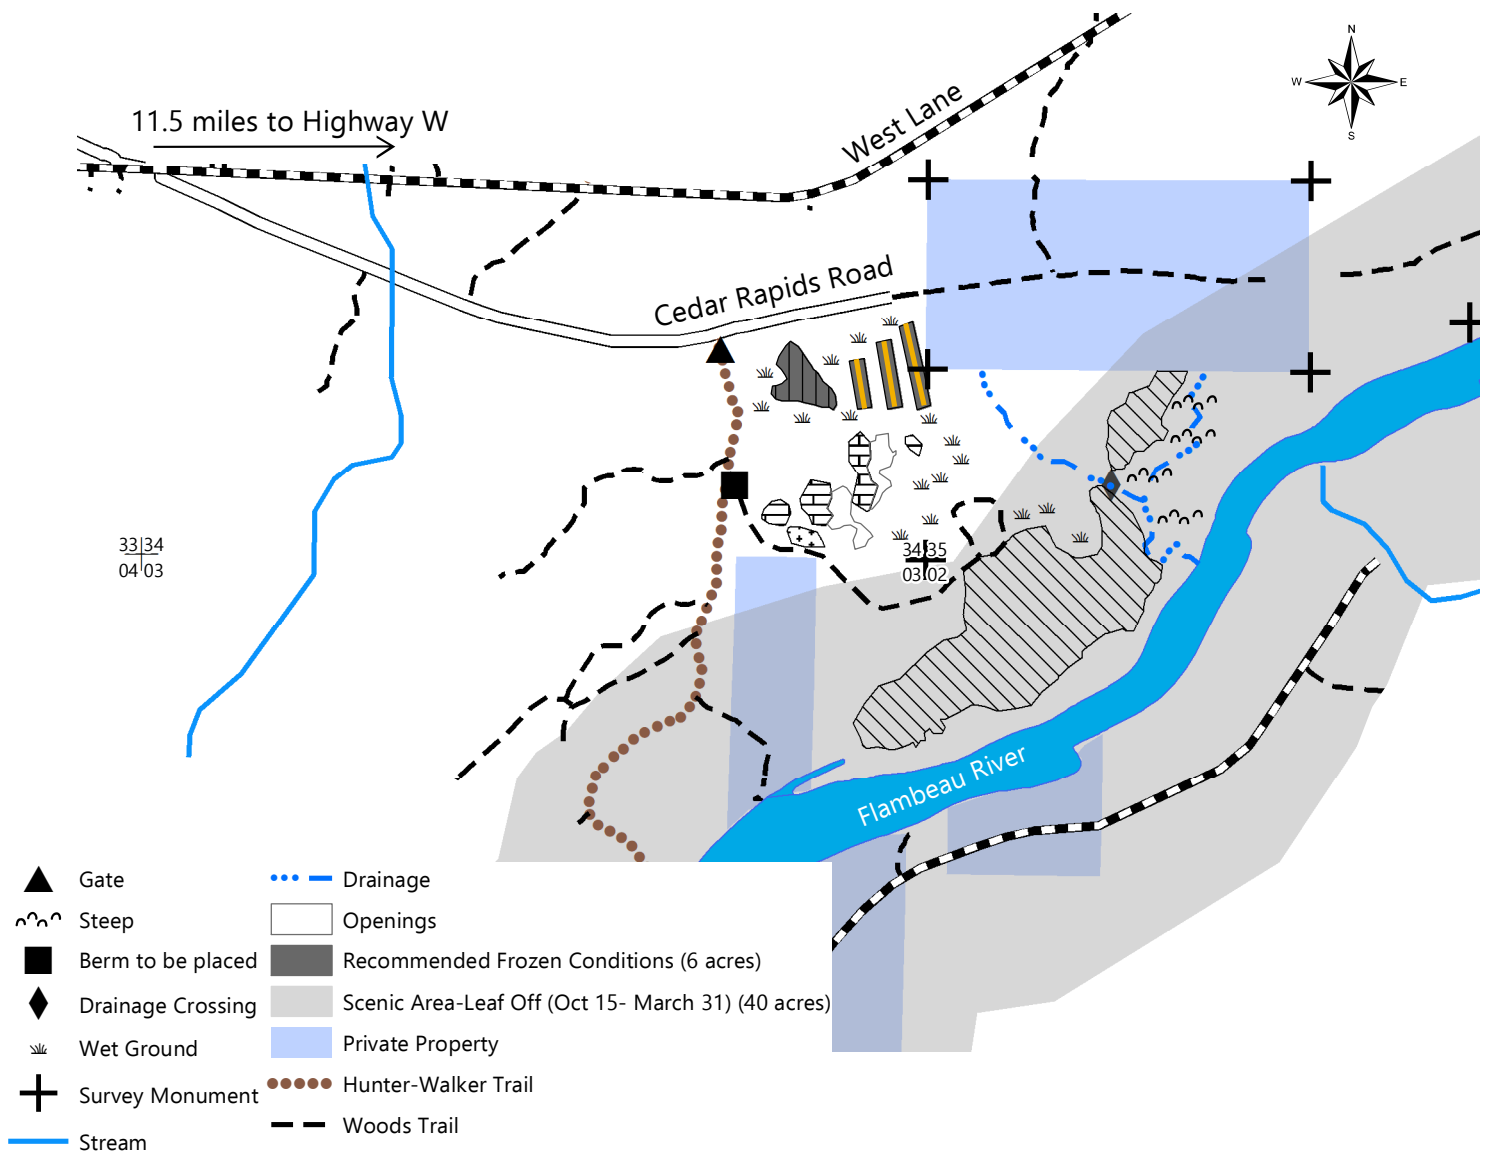 N
W E
S
11.5 miles to Highway W
West Lane
Cedar Rapids Road
33 34
04 03
34 35
03 02
Flambeau River
Gate
Steep
Berm to be placed
Drainage Crossing
Wet Ground
Survey Monument
Stream
Drainage
Openings
Recommended Frozen Conditions (6 acres)
Scenic Area-Leaf Off (Oct 15- March 31) (40 acres)
Private Property
Hunter-Walker Trail
Woods Trail